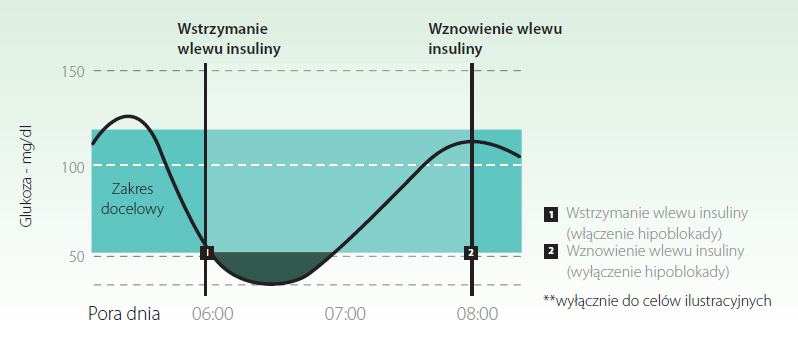 Wstrzymanie
wlewu insuliny
Wznowienie wlewu
insuliny
150
100
50
Glukoza - mg/dl
Zakres
docelowy
1
2
Pora dnia
06:00
07:00
08:00
1 Wstrzymanie wlewu insuliny
(włączenie hipoblokady)
2 Wznowienie wlewu insuliny
(wyłączenie hipoblokady)
**wyłącznie do celów ilustracyjnych